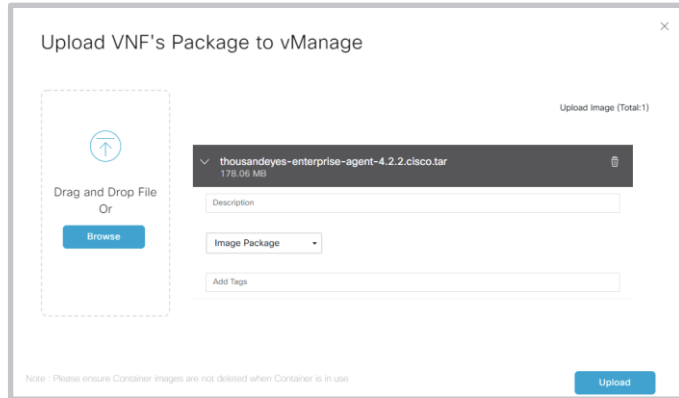 Upload VNF's Package to vManage
Upload Image (Total:1)
Drag and Drop File
Or
Browse
thousandeyes-enterprise-agent-4.2.2.cisco.tar
178.06 MB
Description
Image Package
Add Tags
Note : Please ensure Container images are not deleted when Container is in use
Upload